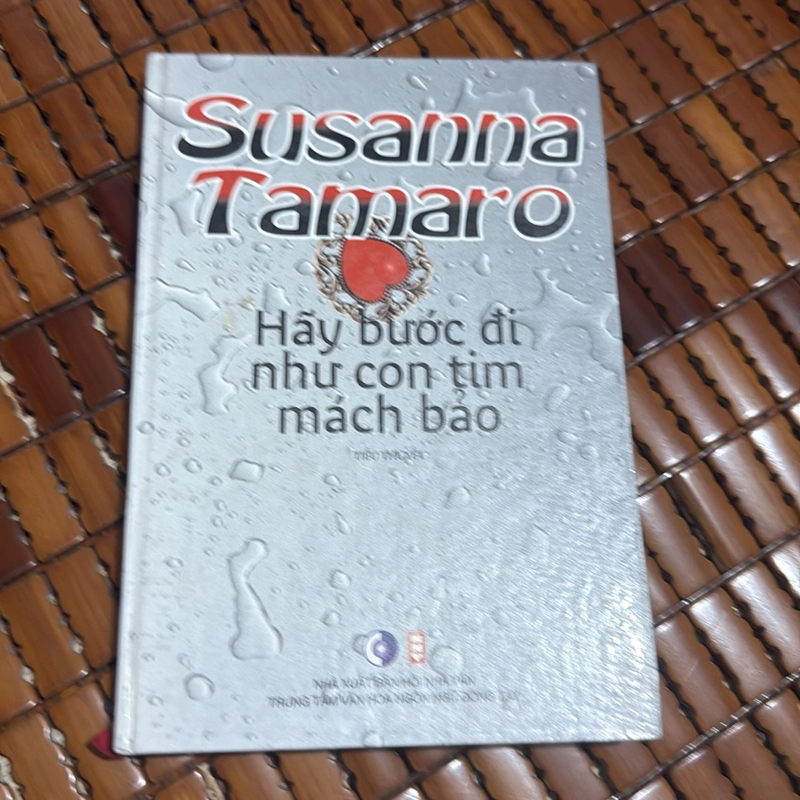 Susanna
Tamaro
Hãy bước đi
như con tim
mách bảo
TIỂU THUYẾT
NHÀ XUẤT BẢN HỘI NHÀ VĂN
TRUNG TÂM VĂN HÓA NGÔN NGỮ ĐÔNG TÂY